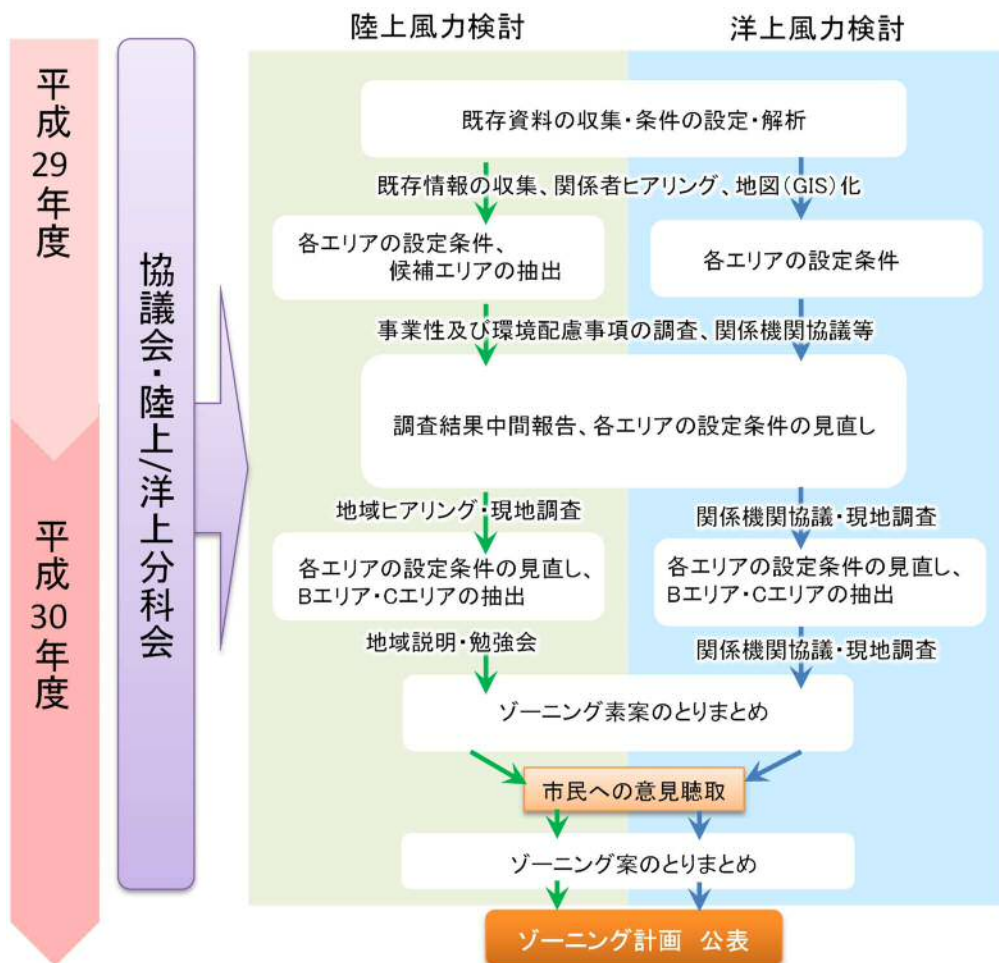 陸上風力検討
洋上風力検討
平成29年度
平成30年度
協議会・陸上/洋上分科会
既存資料の収集・条件の設定・解析
既存情報の収集、関係者ヒアリング、地図(GIS)化
各エリアの設定条件、
候補エリアの抽出
各エリアの設定条件
事業性及び環境配慮事項の調査、関係機関協議等
調査結果中間報告、各エリアの設定条件の見直し
地域ヒアリング・現地調査
関係機関協議・現地調査
各エリアの設定条件の見直し、
Bエリア・Cエリアの抽出
各エリアの設定条件の見直し、
Bエリア・Cエリアの抽出
地域説明・勉強会
関係機関協議・現地調査
ゾーニング素案のとりまとめ
市民への意見聴取
ゾーニング案のとりまとめ
ゾーニング計画 公表